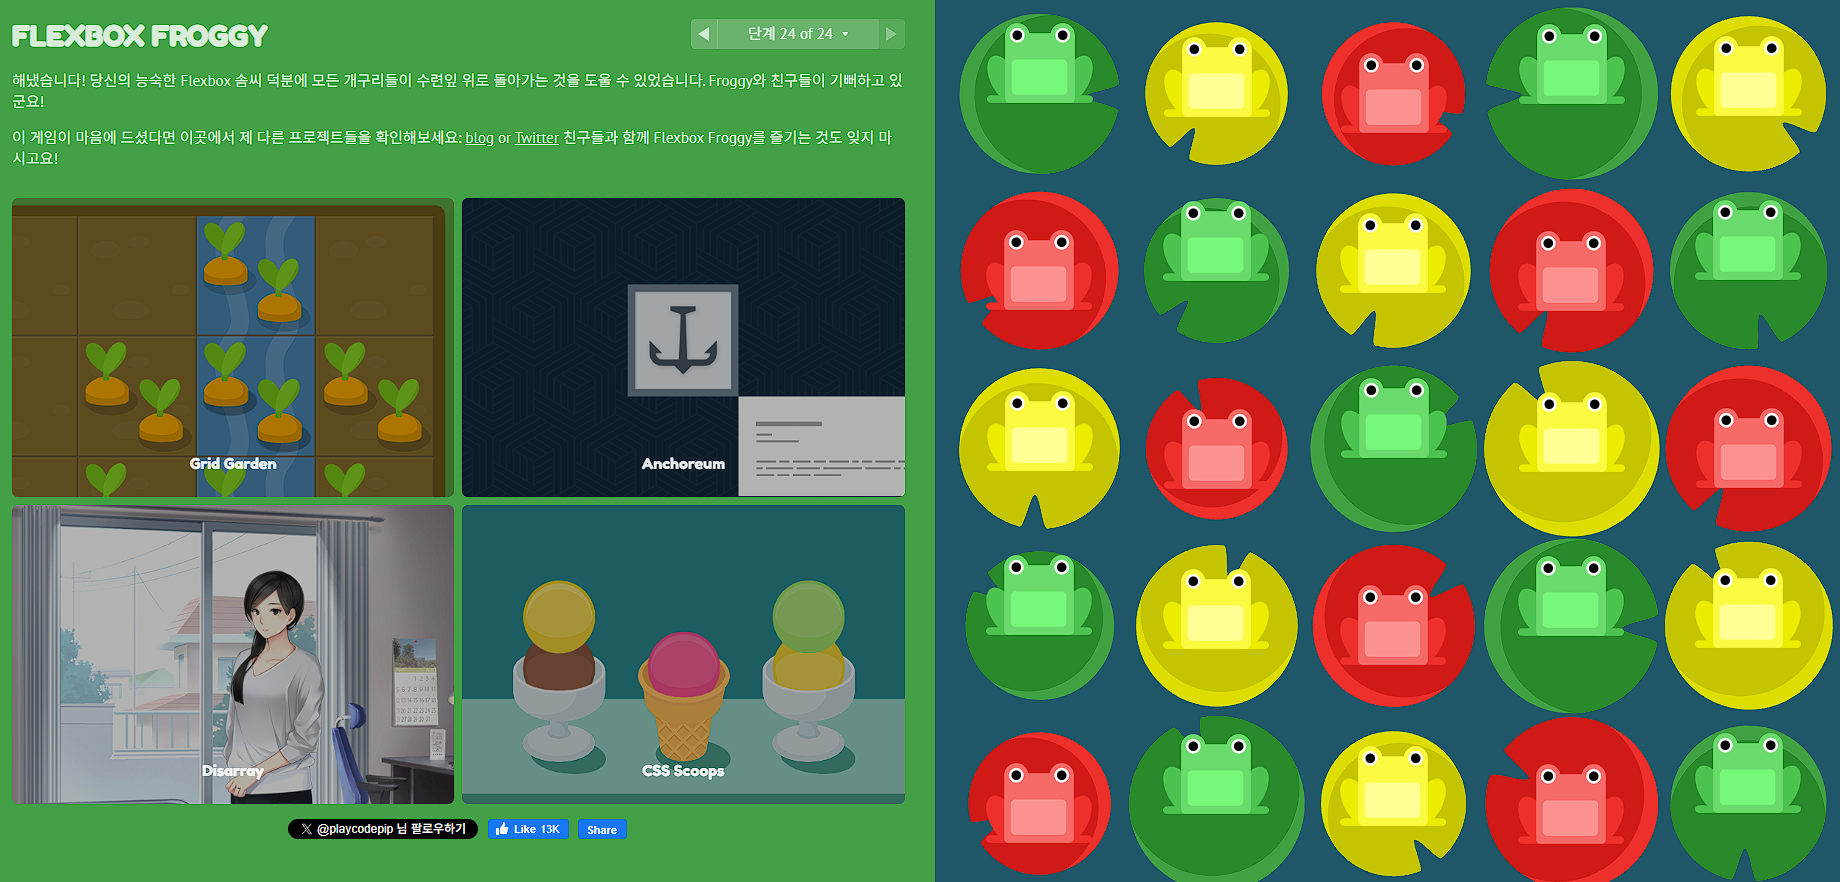 FLEXBOX FROGGY
단계 24 of 24
해냈습니다! 당신의 능숙한 Flexbox 솜씨 덕분에 모든 개구리들이 수련잎 위로 돌아가는 것을 도울 수 있었습니다. Froggy와 친구들이 기뻐하고 있
군요!
이 게임이 마음에 드셨다면 이곳에서 제 다른 프로젝트들을 확인해보세요: blog or Twitter 친구들과 함께 Flexbox Froggy를 즐기는 것도 잊지 마
시고요!
Grid Garden
Anchoreum
Disarray
CSS Scoops
@playcodepip 님 팔로우하기
Like 13K
Share